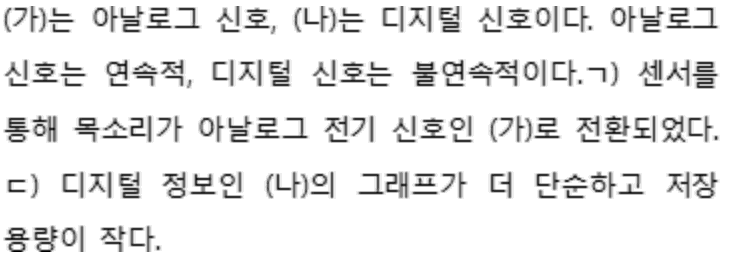 (가)는 아날로그 신호, (나)는 디지털 신호이다. 아날로그
신호는 연속적, 디지털 신호는 불연속적이다.ㄱ) 센서를
통해 목소리가 아날로그 전기 신호인 (가)로 전환되었다.
ㄷ) 디지털 정보인 (나)의 그래프가 더 단순하고 저장
용량이 작다.